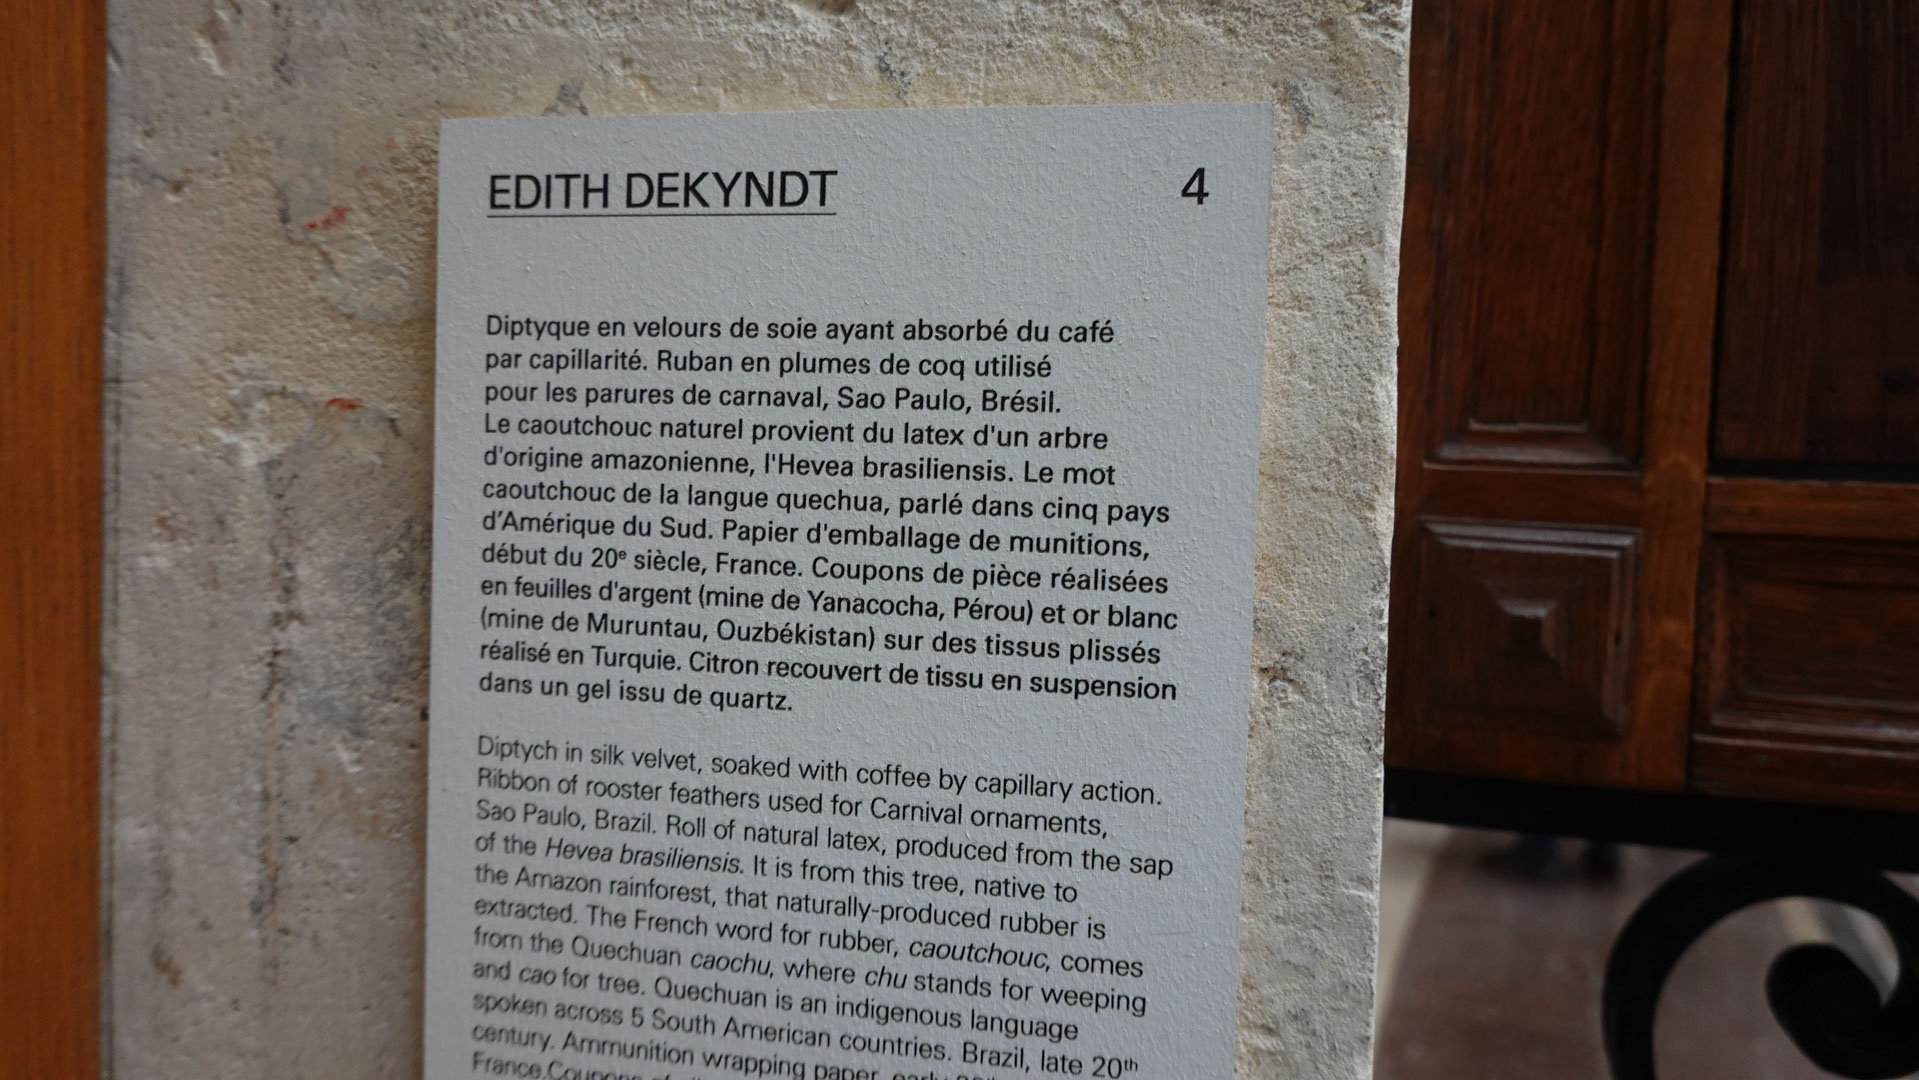 EDITH DEKYNDT
4
Diptyque en velours de soie ayant absorbé du café
par capillarité. Ruban en plumes de coq utilisé
pour les parures de carnaval, Sao Paulo, Brésil.
Le caoutchouc naturel provient du latex d'un arbre
d'origine amazonienne, l'Hevea brasiliensis. Le mot
caoutchouc de la langue quechua, parlé dans cinq pays
d’Amérique du Sud. Papier d'emballage de munitions,
début du 20e siècle, France. Coupons de pièce réalisées
en feuilles d'argent (mine de Yanacocha, Pérou) et or blanc
(mine de Muruntau, Ouzbékistan) sur des tissus plissés
réalisé en Turquie. Citron recouvert de tissu en suspension
dans un gel issu de quartz.
Diptych in silk velvet, soaked with coffee by capillary action.
Ribbon of rooster feathers used for Carnival ornaments,
Sao Paulo, Brazil. Roll of natural latex, produced from the sap
of the Hevea brasiliensis. It is from this tree, native to
the Amazon rainforest, that naturally-produced rubber is
extracted. The French word for rubber, caoutchouc, comes
from the Quechuan caochu, where chu stands for weeping
and cao for tree. Quechuan is an indigenous language
spoken across 5 South American countries. Brazil, late 20th
century. Ammunition wrapping paper, early
France.Coupons of